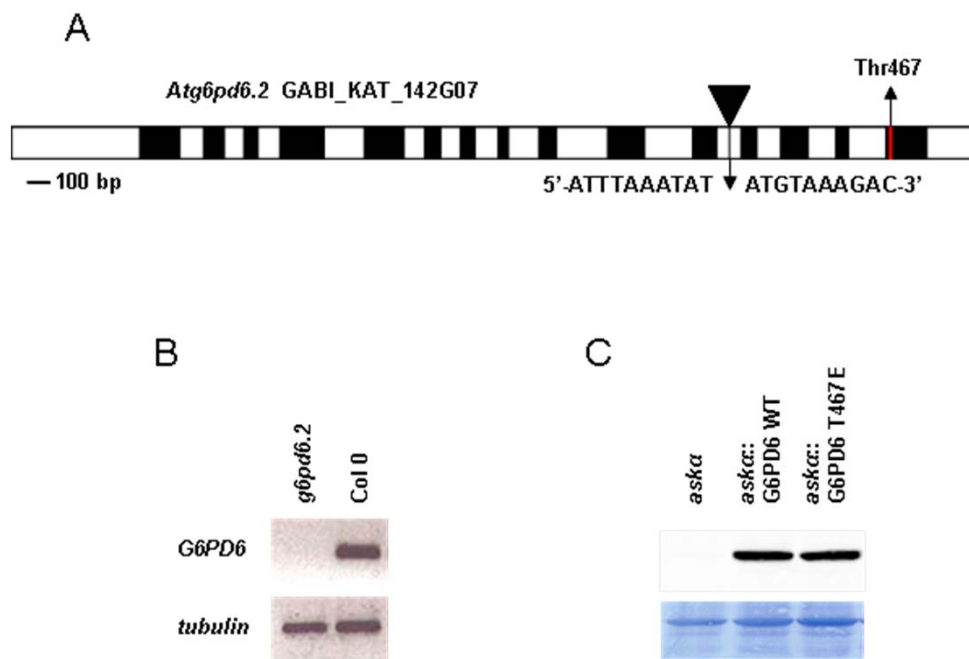 A
Thr467
Atg6pd6.2 GABI_KAT_142G07
100 bp
5'-ATTTAAATAT ATGTAAAGAC-3'
B
g6pd6.2
Col 0
G6PD6
tubulin
C
askα
askα::
G6PD6 WT
askα::
G6PD6 T467E